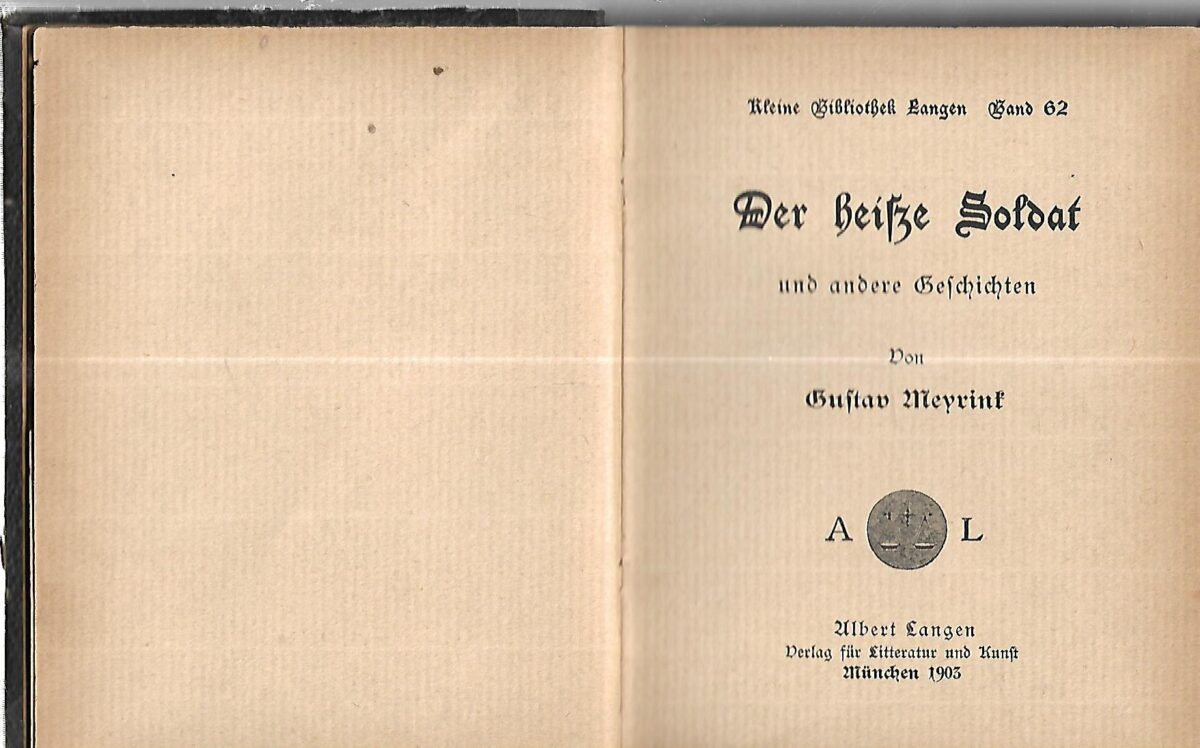 Kleine Bibliothek Langen Band 62
Der heiſze Soldat
und andere Geſchichten
Von
Guſtav Meyrink
A L
Albert Langen
Verlag für Litteratur und Kunſt
München 1903